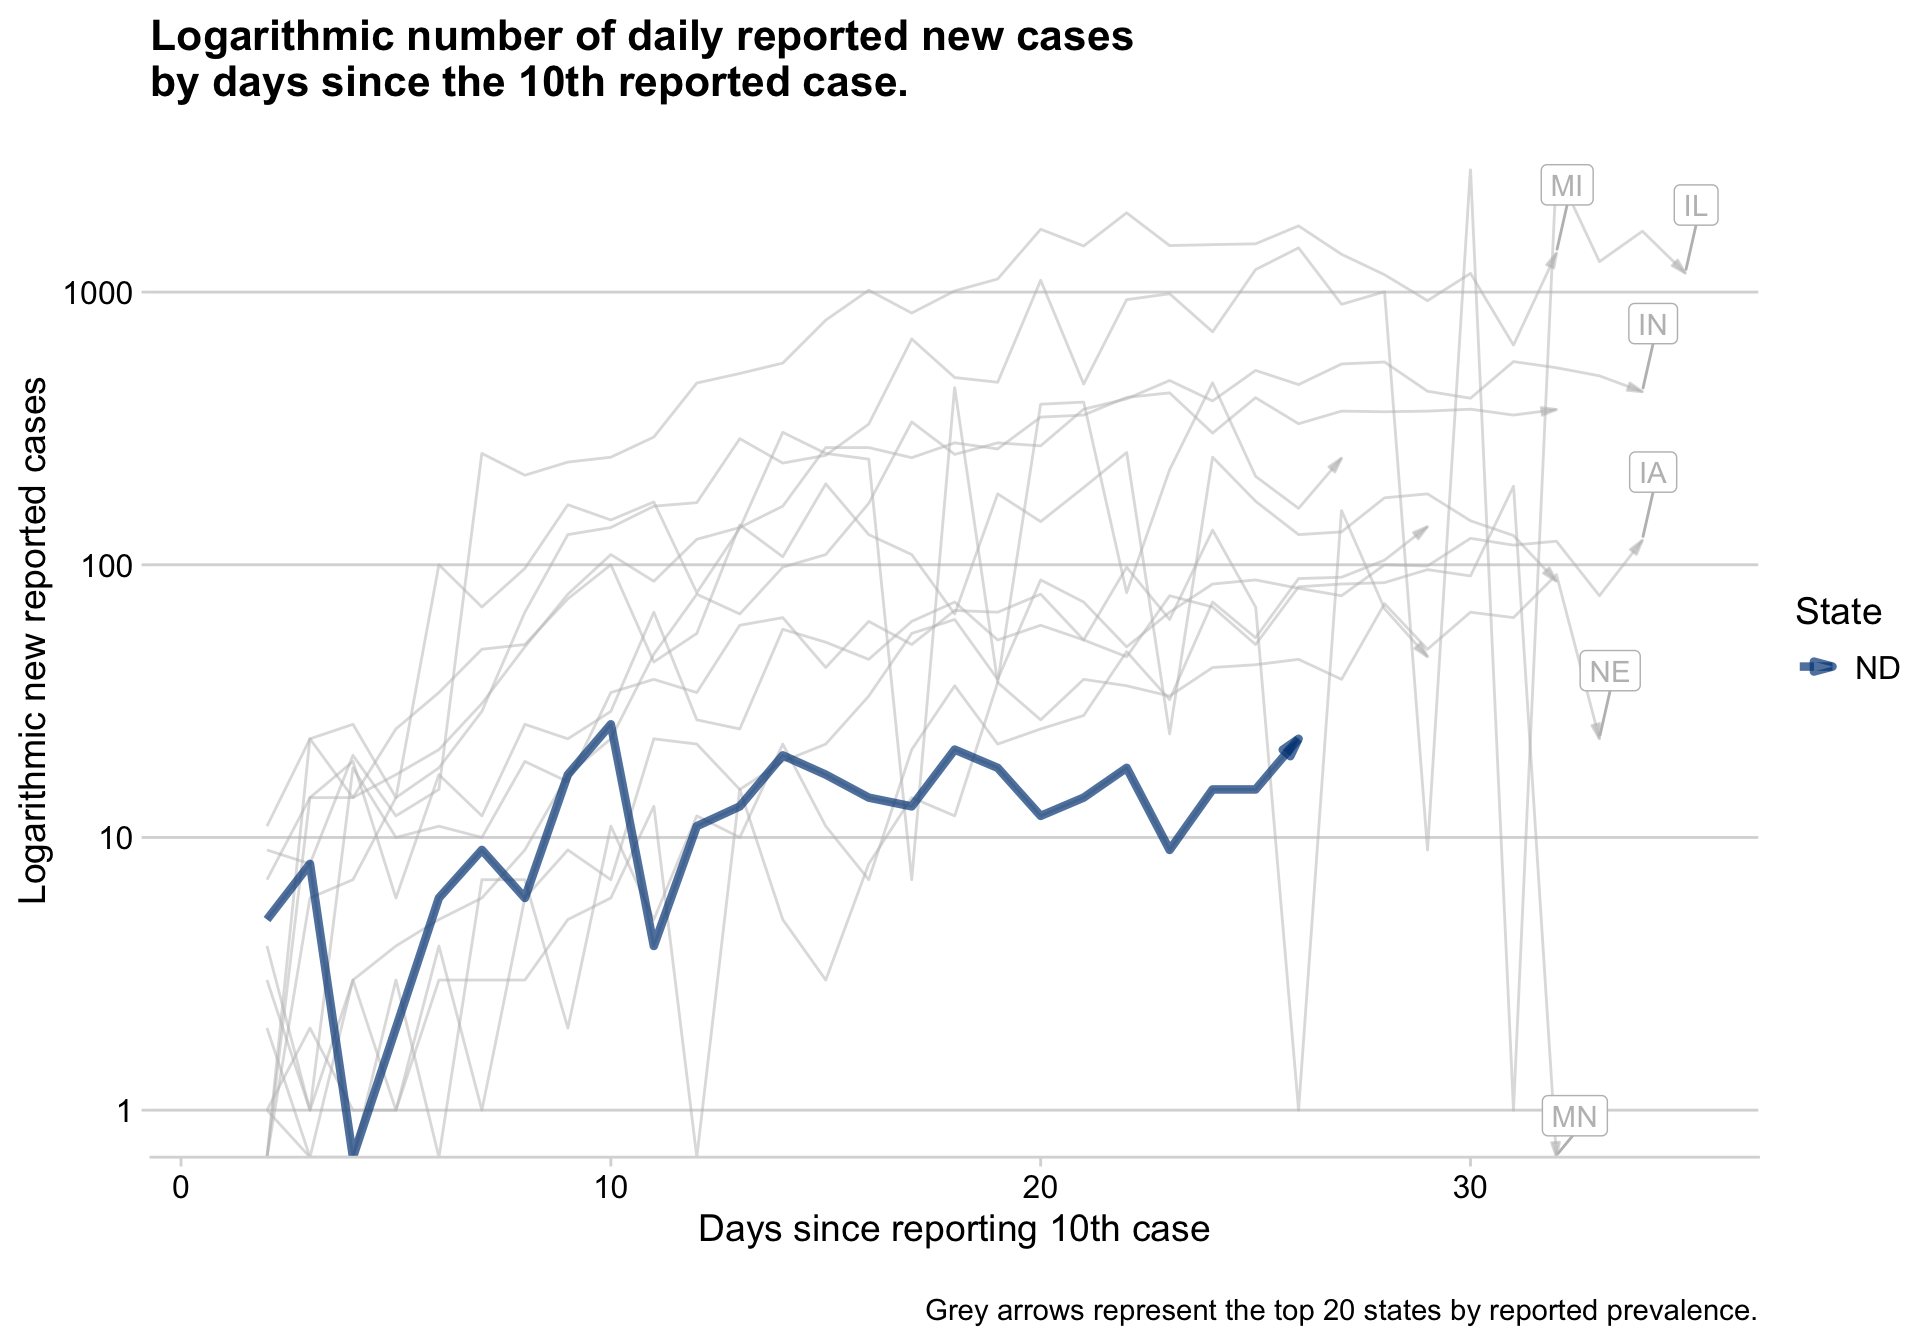 Logarithmic number of daily reported new cases
by days since the 10th reported case.
MI
IL
1000
IN
IA
100
State
NE
ND
10
1
MN
0
10
20
30
Logarithmic new reported cases
Days since reporting 10th case
Grey arrows represent the top 20 states by reported prevalence.